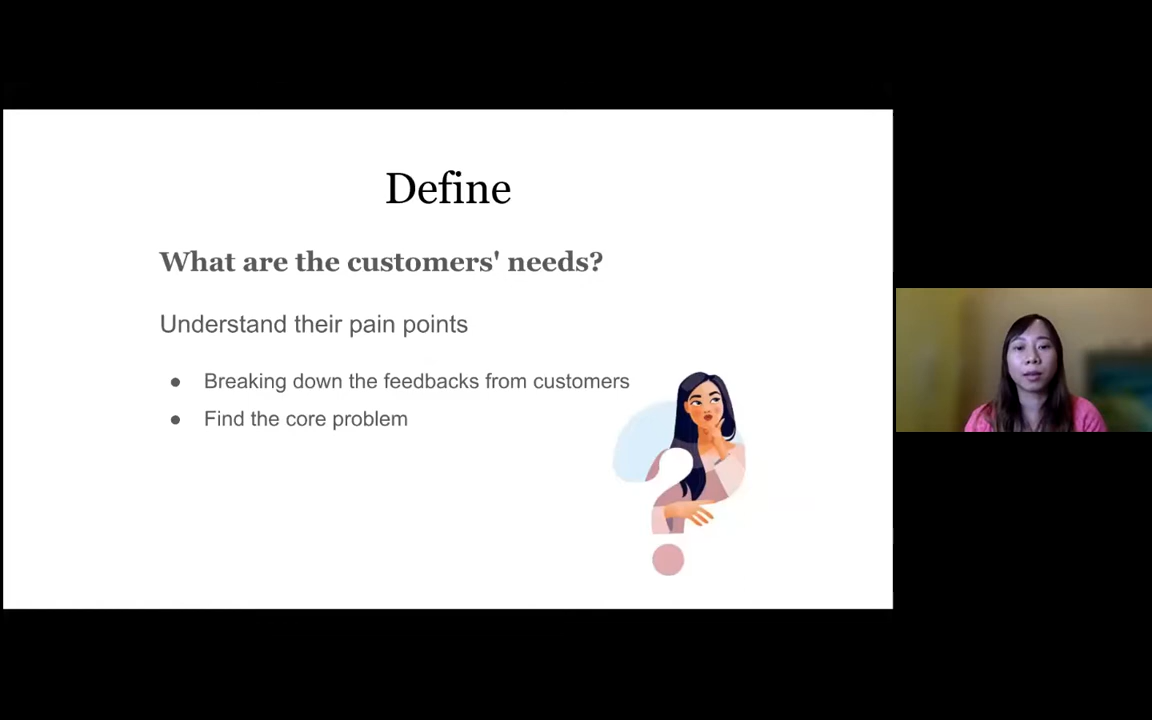 Define
What are the customers' needs?
Understand their pain points
● Breaking down the feedbacks from customers
● Find the core problem